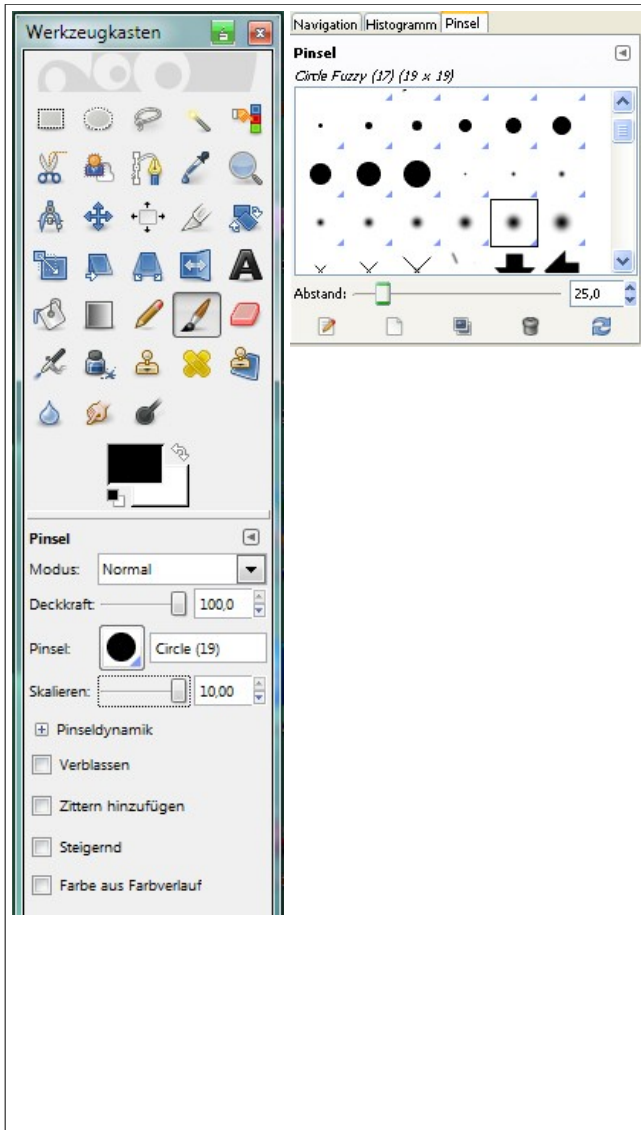 Werkzeugkasten
Pinsel
Modus: Normal
Deckkraft: 100,0
Pinsel: Circle (19)
Skalieren: 10,00
Pinseldynamik
Verblassen
Zittern hinzufügen
Steigernd
Farbe aus Farbverlauf
Navigation Histogramm Pinsel
Pinsel
Circle Fuzzy (17) (19 x 19)
Abstand: 25,0